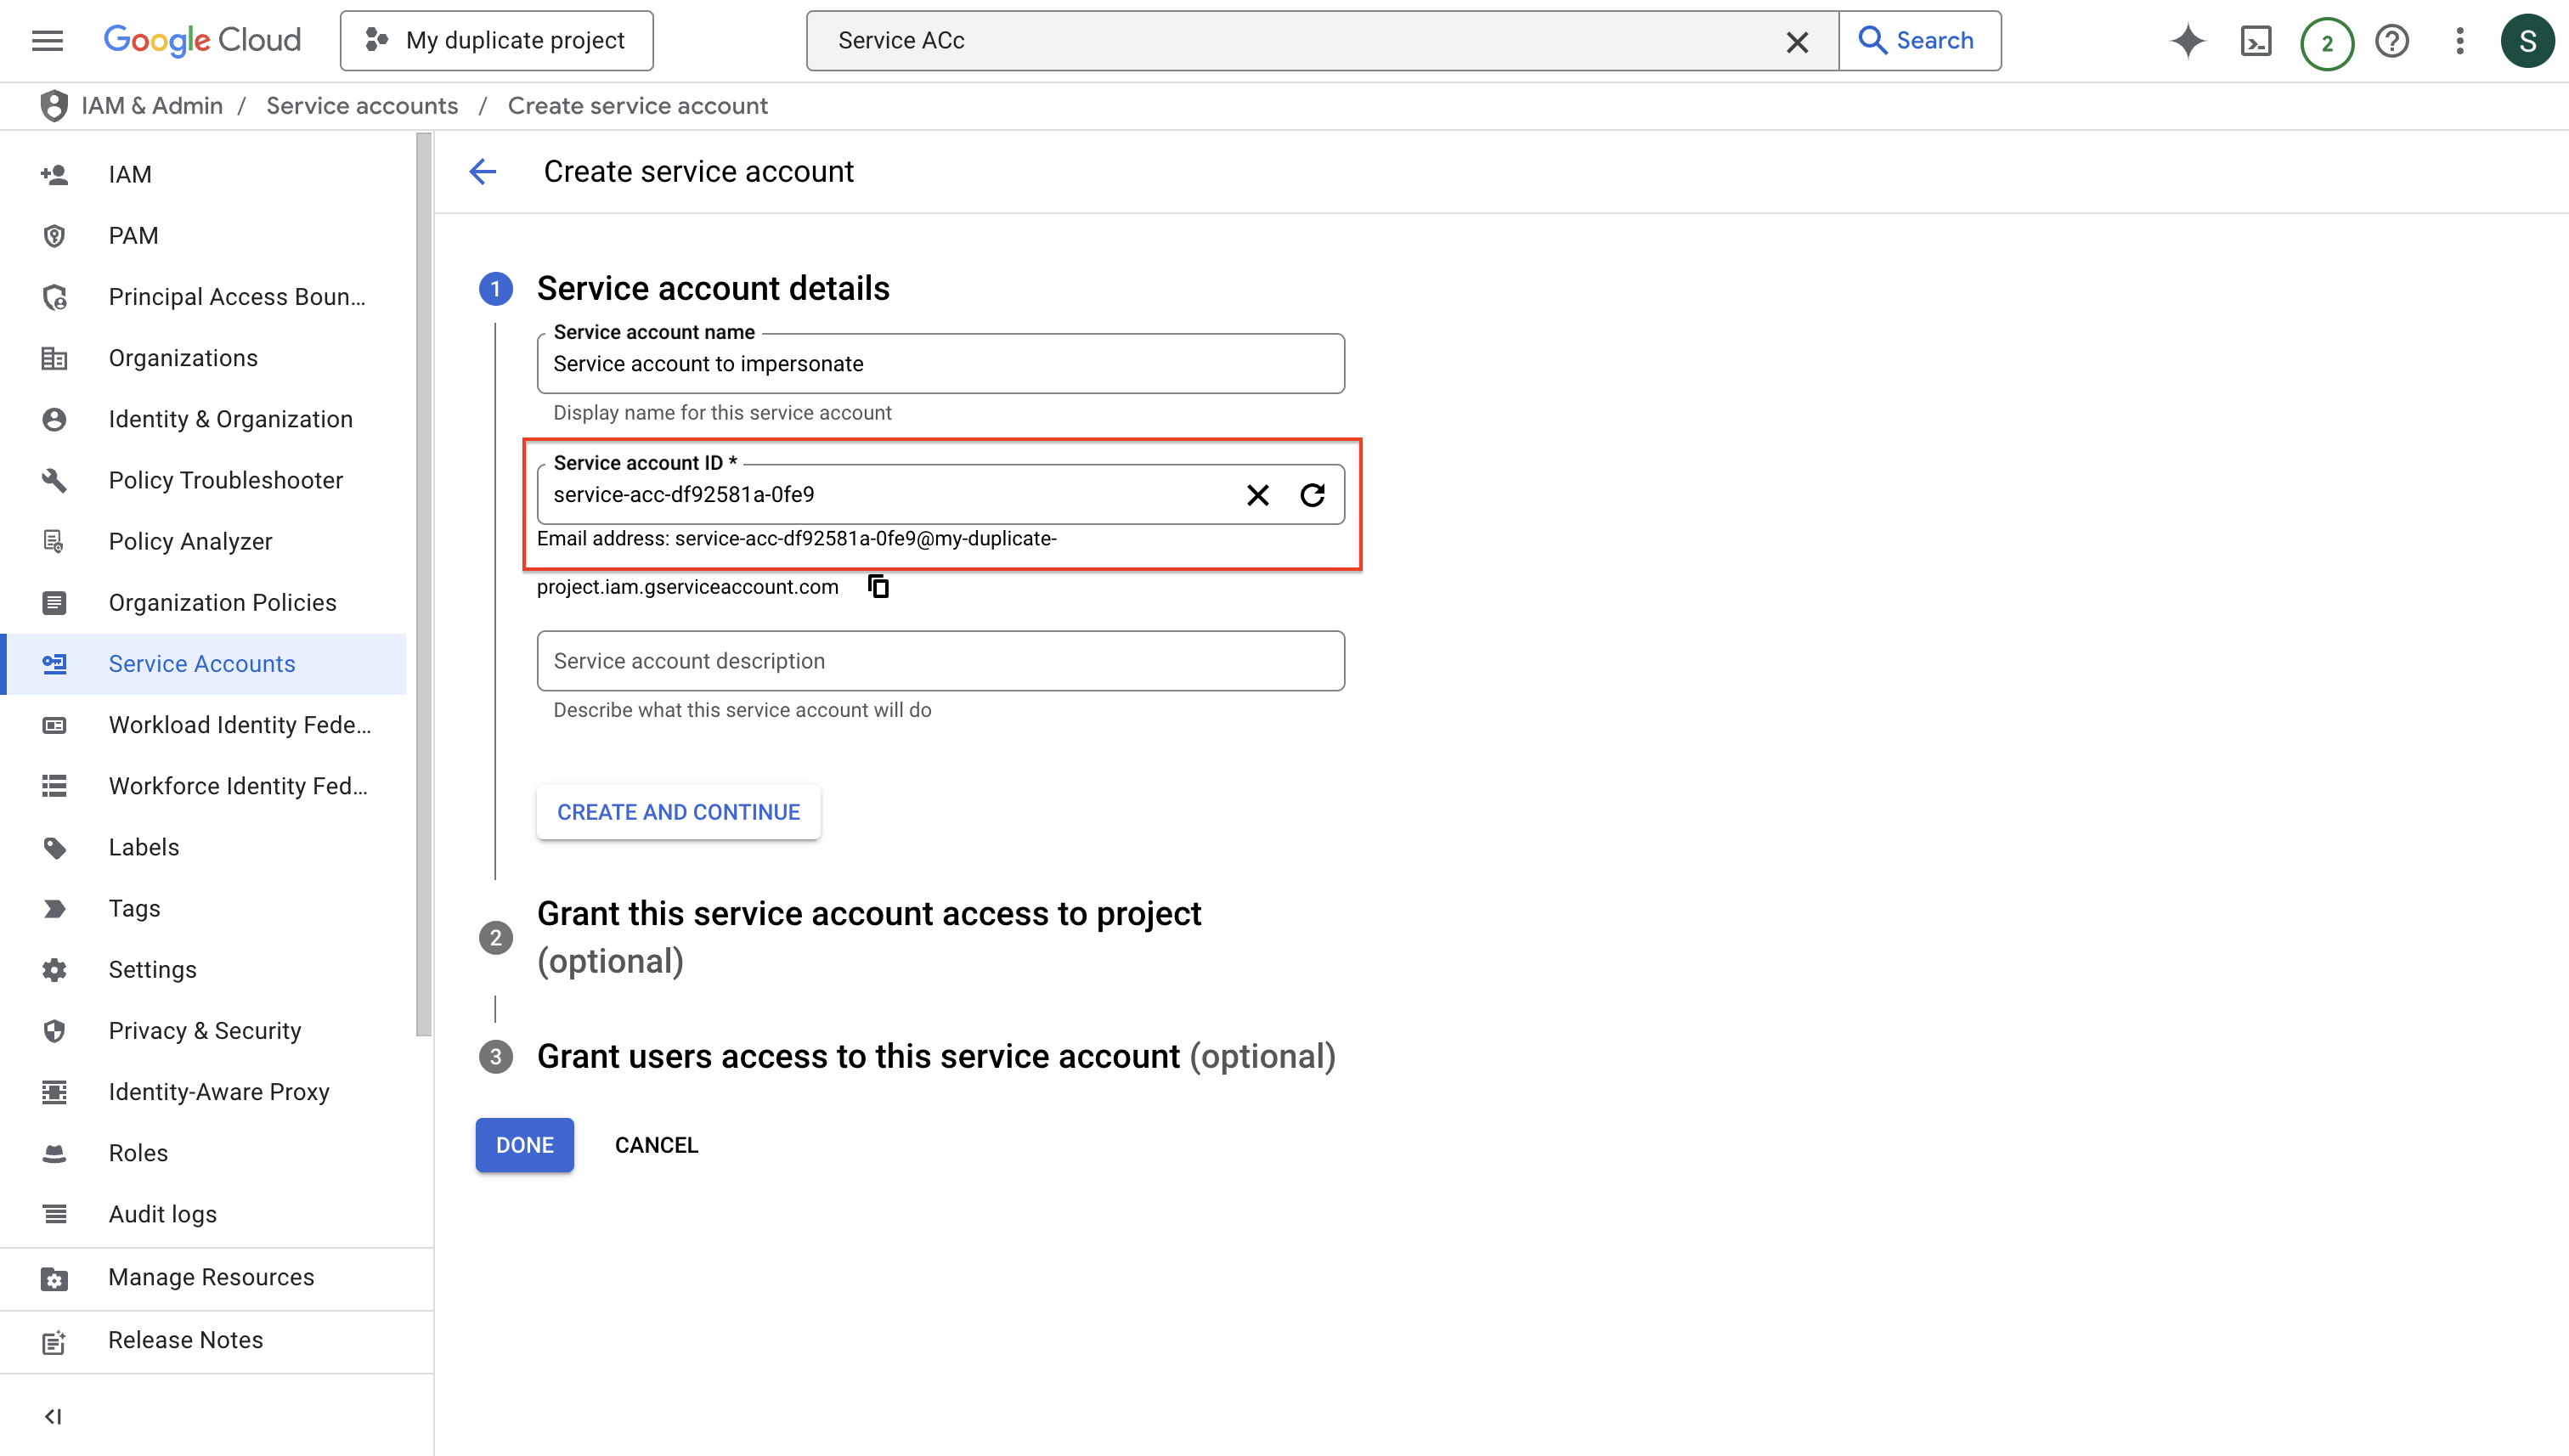 Google Cloud
My duplicate project
Service ACc
Search
2
S
IAM & Admin / Service accounts / Create service account
IAM
PAM
Principal Access Boun...
Organizations
Identity & Organization
Policy Troubleshooter
Policy Analyzer
Organization Policies
Service Accounts
Workload Identity Fede...
Workforce Identity Fed...
Labels
Tags
Settings
Privacy & Security
Identity-Aware Proxy
Roles
Audit logs
Manage Resources
Release Notes
Create service account
1 Service account details
Service account name
Service account to impersonate
Display name for this service account
Service account ID *
service-acc-df92581a-0fe9
Email address: service-acc-df92581a-0fe9@my-duplicate-
project.iam.gserviceaccount.com
Service account description
Describe what this service account will do
CREATE AND CONTINUE
2 Grant this service account access to project
(optional)
3 Grant users access to this service account (optional)
DONE CANCEL